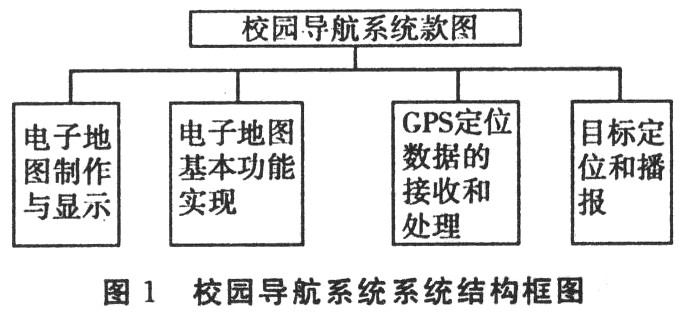 校园导航系统款图
电子地
图制作
与显示
电子地图
基本功能
实现
GPS定位
数据的
接收和
处理
目标定
位和播
报
图 1 校园导航系统系统结构框图